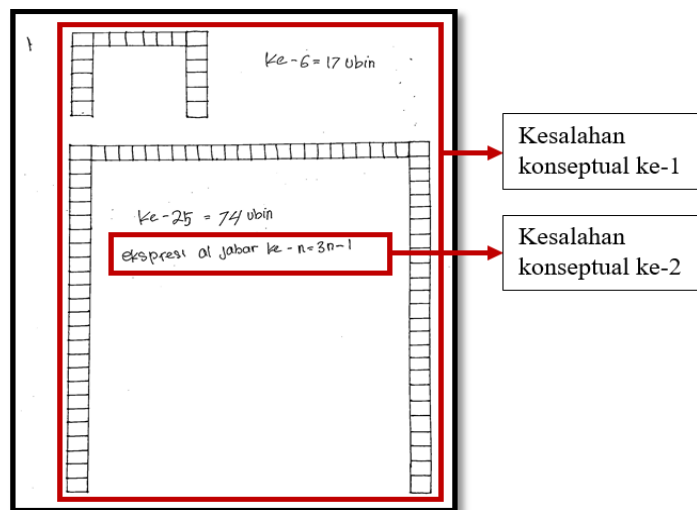 1
ke-6 = 17 ubin
ke-25 = 74 ubin
ekspresi al jabar ke-n=3n-1
Kesalahan
konseptual ke-1
Kesalahan
konseptual ke-2